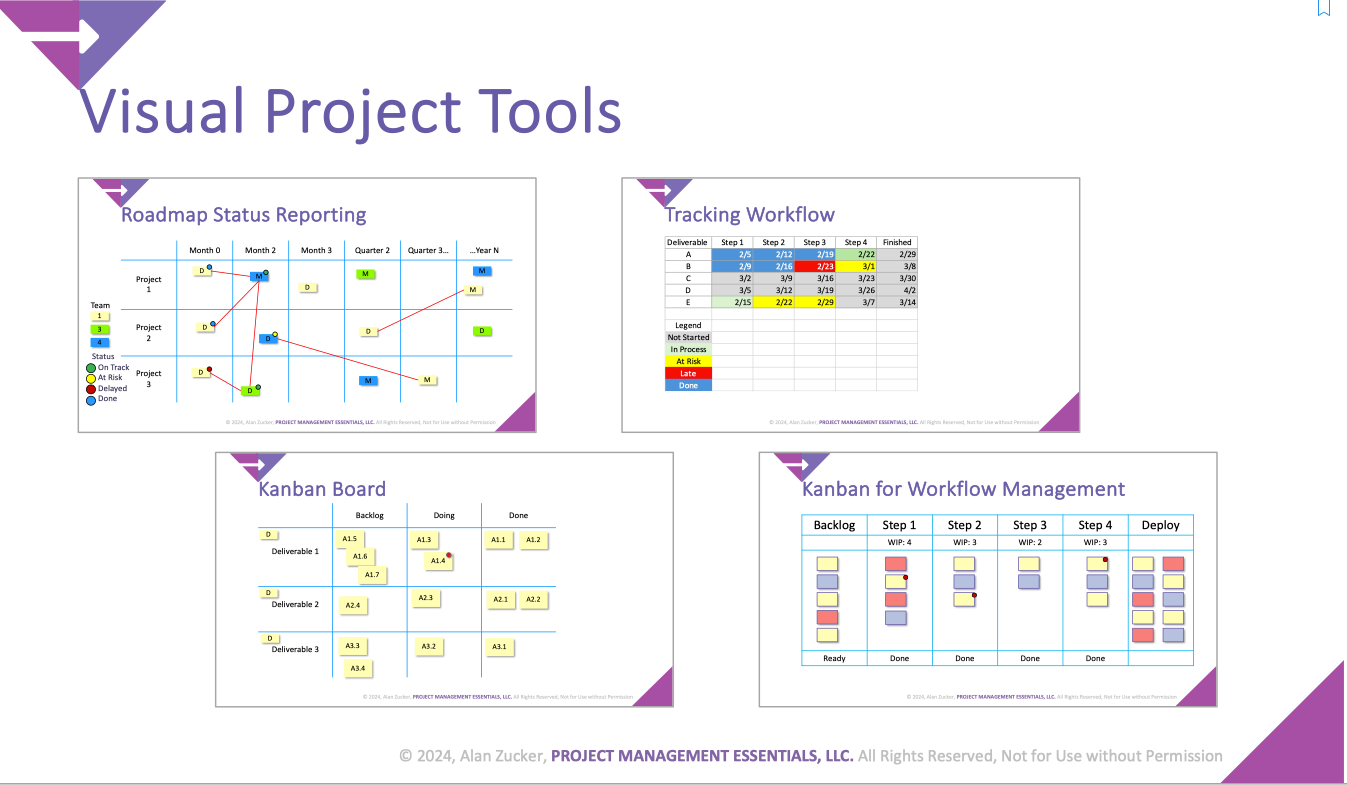 Visual Project Tools
Roadmap Status Reporting
Month 0 Month 2 Month 3 Quarter 2 Quarter 3... ...Year N
Project
1
D M D M M M
Project
2
D D D D
Project
3
D D M M
Team
1
3
4
Status
On Track
At Risk
Delayed
Done
© 2024, Alan Zucker, PROJECT MANAGEMENT ESSENTIALS, LLC. All Rights Reserved, Not for Use without Permission
Tracking Workflow
Deliverable Step 1 Step 2 Step 3 Step 4 Finished
A 2/5 2/12 2/19 2/22 2/29
B 2/9 2/16 2/23 3/1 3/8
C 3/2 3/9 3/16 3/23 3/30
D 3/5 3/12 3/19 3/26 4/2
E 2/15 2/22 2/29 3/7 3/14
Legend
Not Started
In Process
At Risk
Late
Done
© 2024, Alan Zucker, PROJECT MANAGEMENT ESSENTIALS, LLC. All Rights Reserved, Not for Use without Permission
Kanban Board
Backlog Doing Done
D
Deliverable 1
A1.5 A1.3 A1.1 A1.2
A1.6 A1.4
A1.7
D
Deliverable 2
A2.4 A2.3 A2.1 A2.2
D
Deliverable 3
A3.3 A3.2 A3.1
A3.4
© 2024, Alan Zucker, PROJECT MANAGEMENT ESSENTIALS, LLC. All Rights Reserved, Not for Use without Permission
Kanban for Workflow Management
Backlog Step 1 Step 2 Step 3 Step 4 Deploy
WIP: 4 WIP: 3 WIP: 2 WIP: 3
Ready Done Done Done Done
© 2024, Alan Zucker, PROJECT MANAGEMENT ESSENTIALS, LLC. All Rights Reserved, Not for Use without Permission
© 2024, Alan Zucker, PROJECT MANAGEMENT ESSENTIALS, LLC. All Rights Reserved, Not for Use without Permission